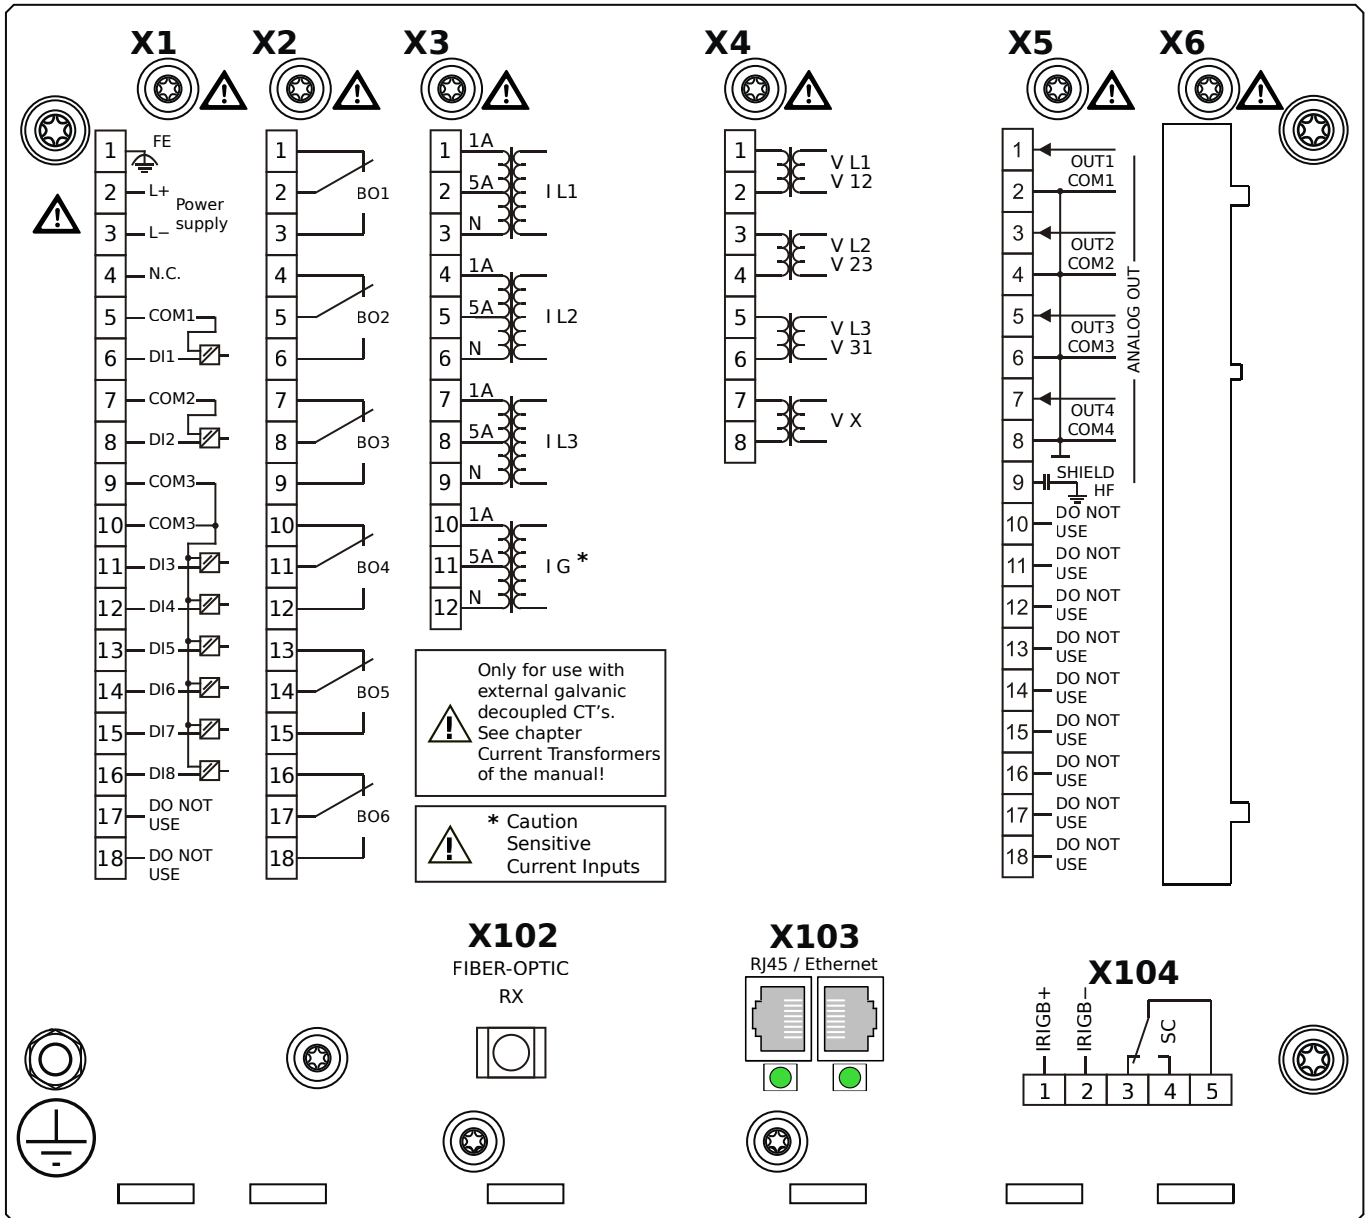 X1
X2
X3
X4
X5
X6
1 FE
2 L+
Power
supply
3 L−
4 N.C.
5 COM1
6 DI1
7 COM2
8 DI2
9 COM3
10 COM3
11 DI3
12 DI4
13 DI5
14 DI6
15 DI7
16 DI8
17 DO NOT
USE
18 DO NOT
USE
1
2 BO1
3
4
5 BO2
6
7
8 BO3
9
10
11 BO4
12
13
14 BO5
15
16
17 BO6
18
1 1A
2 5A I L1
3 N
4 1A
5 5A I L2
6 N
7 1A
8 5A I L3
9 N
10 1A
11 5A I G *
12 N
Only for use with
external galvanic
decoupled CT's.
See chapter
Current Transformers
of the manual!
* Caution
Sensitive
Current Inputs
1 V L1
2 V 12
3 V L2
4 V 23
5 V L3
6 V 31
7 V X
8
1 OUT1
2 COM1
3 OUT2
4 COM2
5 OUT3
6 COM3
7 OUT4
8 COM4
ANALOG OUT
9 SHIELD
HF
10 DO NOT
USE
11 DO NOT
USE
12 DO NOT
USE
13 DO NOT
USE
14 DO NOT
USE
15 DO NOT
USE
16 DO NOT
USE
17 DO NOT
USE
18 DO NOT
USE
X102
FIBER-OPTIC
RX
X103
RJ45 / Ethernet
X104
IRIGB+
IRIGB−
SC
1 2 3 4 5